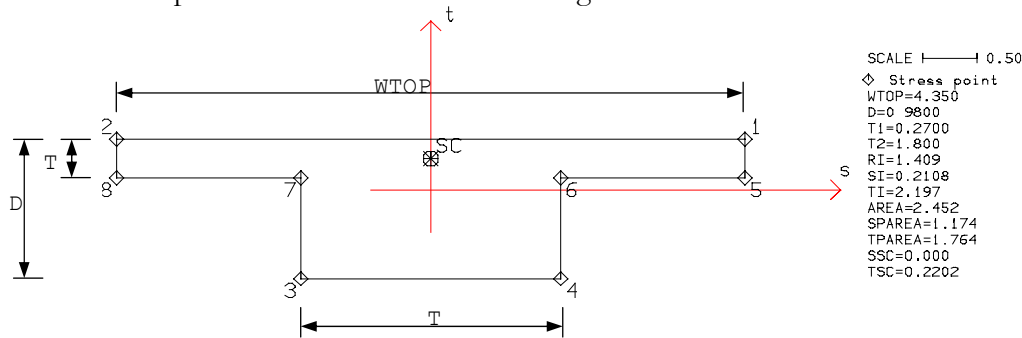 t
SCALE 0.50
Stress point
WTOP
WTOP=4.350
D=0 9800
T1=0.2700
T2=1.800
RI=1.409
SI=0.2108
TI=2.197
AREA=2.452
SPAREA=1.174
TPAREA=1.764
SSC=0.000
TSC=0.2202
2
1
SC
T
s
8
7
6
5
D
3
4
T